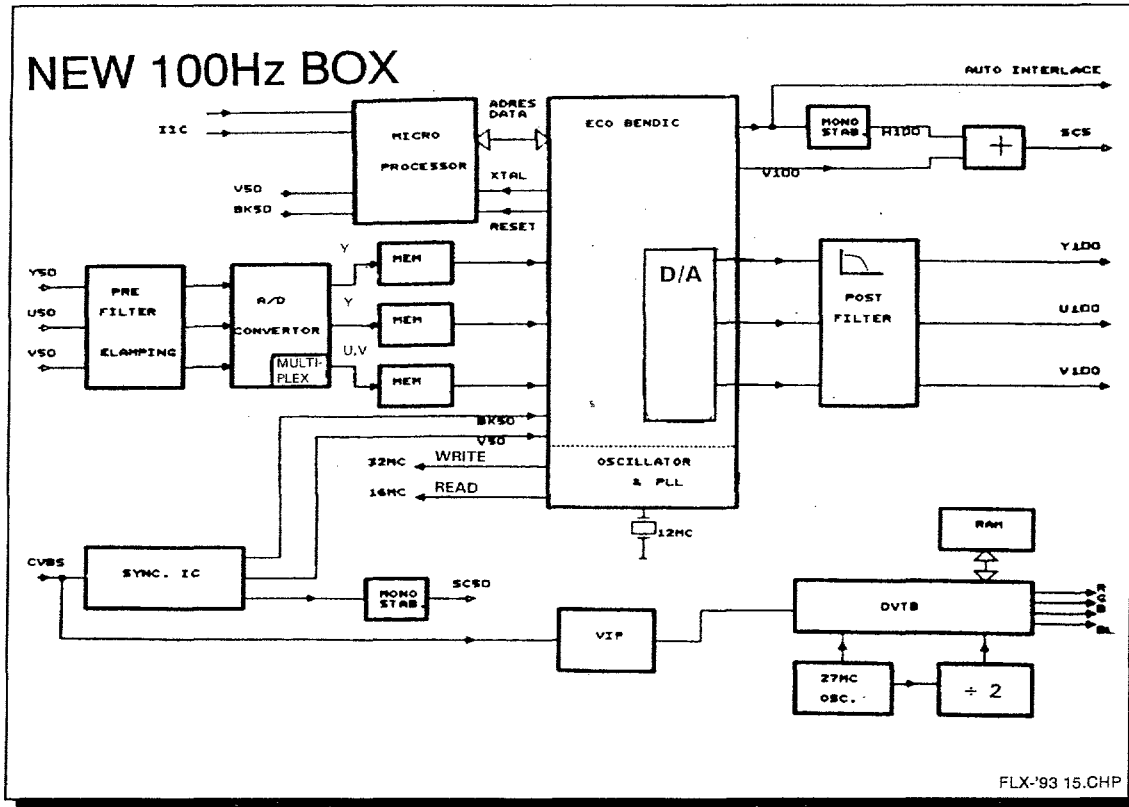 NEW 100Hz BOX
I2C
MICRO
PROCESSOR
ADRES
DATA
XTAL
RESET
V50
BK50
ECO BENDIC
AUTO INTERLACE
MONO
STAB.
H100
V100
+
SCS
Y50
U50
V50
PRE
FILTER
CLAMPING
A/D
CONVERTOR
MULTI-
PLEX
Y
Y
U,V
MEM
MEM
MEM
D/A
POST
FILTER
Y100
U100
V100
BK50
V50
32MC WRITE
16MC READ
OSCILLATOR
& PLL
12MC
CVBS
SYNC. IC
MONO
STAB.
SC50
VIP
RAM
DVTB
27MC
OSC.
÷ 2
FLX-'93 15.CHP